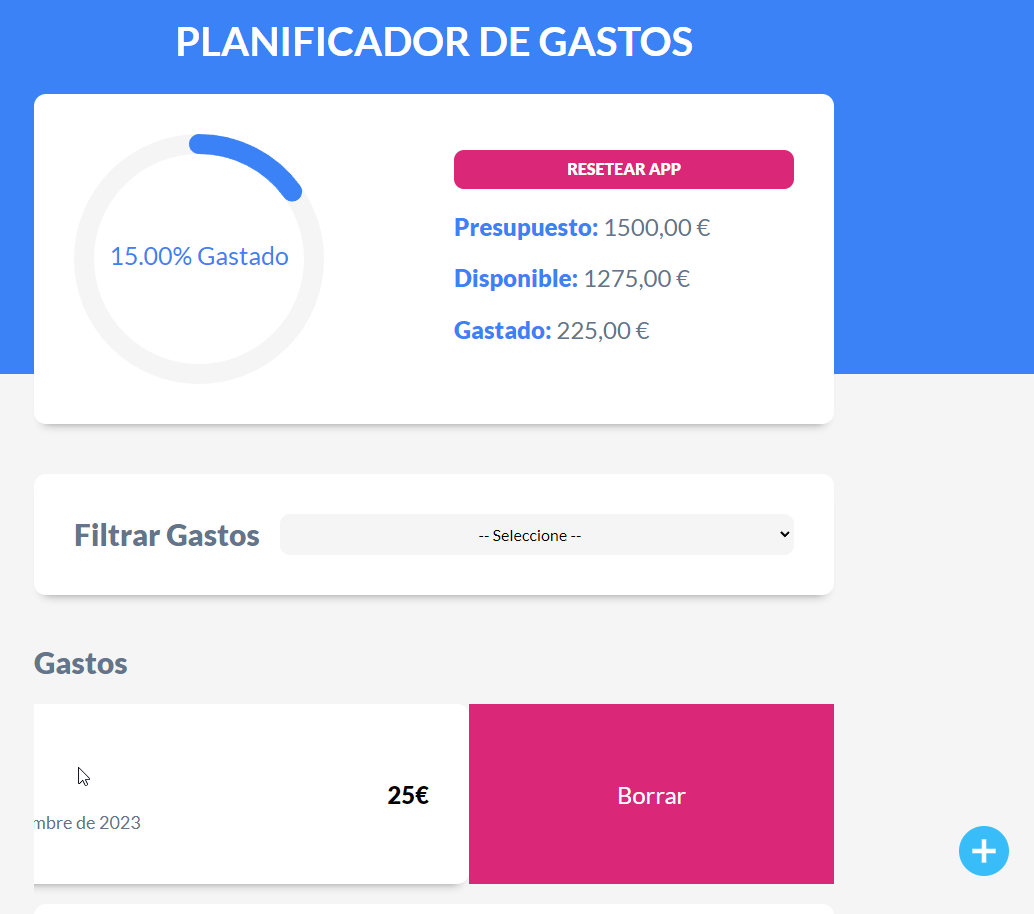 PLANIFICADOR DE GASTOS
15.00% Gastado
RESETEAR APP
Presupuesto: 1500,00 €
Disponible: 1275,00 €
Gastado: 225,00 €
Filtrar Gastos
-- Seleccione --
Gastos
25€
mbre de 2023
Borrar